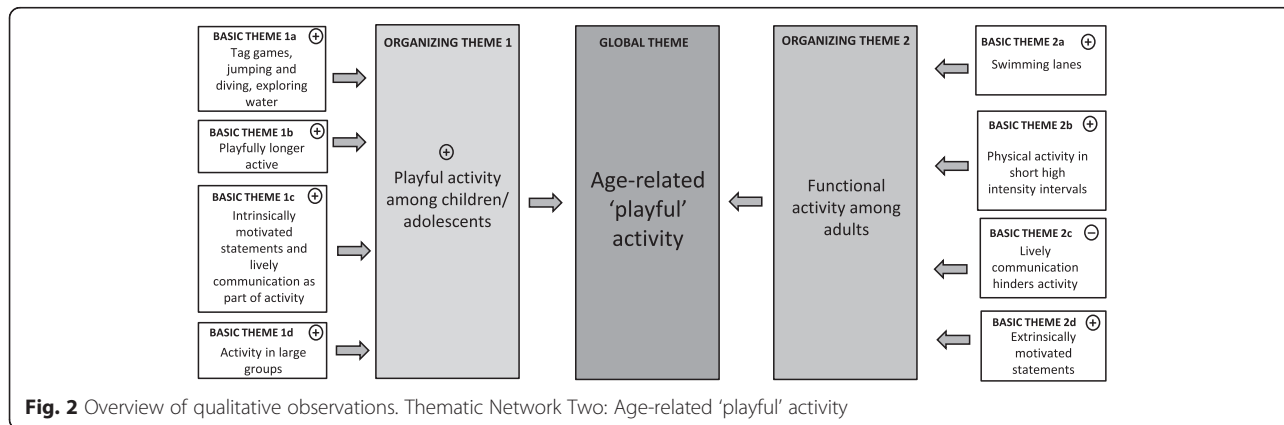 BASIC THEME 1a +
Tag games,
jumping and
diving, exploring
water
BASIC THEME 1b +
Playfully longer
active
BASIC THEME 1c +
Intrinsically
motivated
statements and
lively
communication as
part of activity
BASIC THEME 1d +
Activity in large
groups
ORGANIZING THEME 1
+
Playful activity
among children/
adolescents
GLOBAL THEME
Age-related
‘playful’
activity
ORGANIZING THEME 2
Functional
activity among
adults
BASIC THEME 2a +
Swimming lanes
BASIC THEME 2b +
Physical activity in
short high
intensity intervals
BASIC THEME 2c −
Lively
communication
hinders activity
BASIC THEME 2d +
Extrinsically
motivated
statements
Fig. 2 Overview of qualitative observations. Thematic Network Two: Age-related ‘playful’ activity